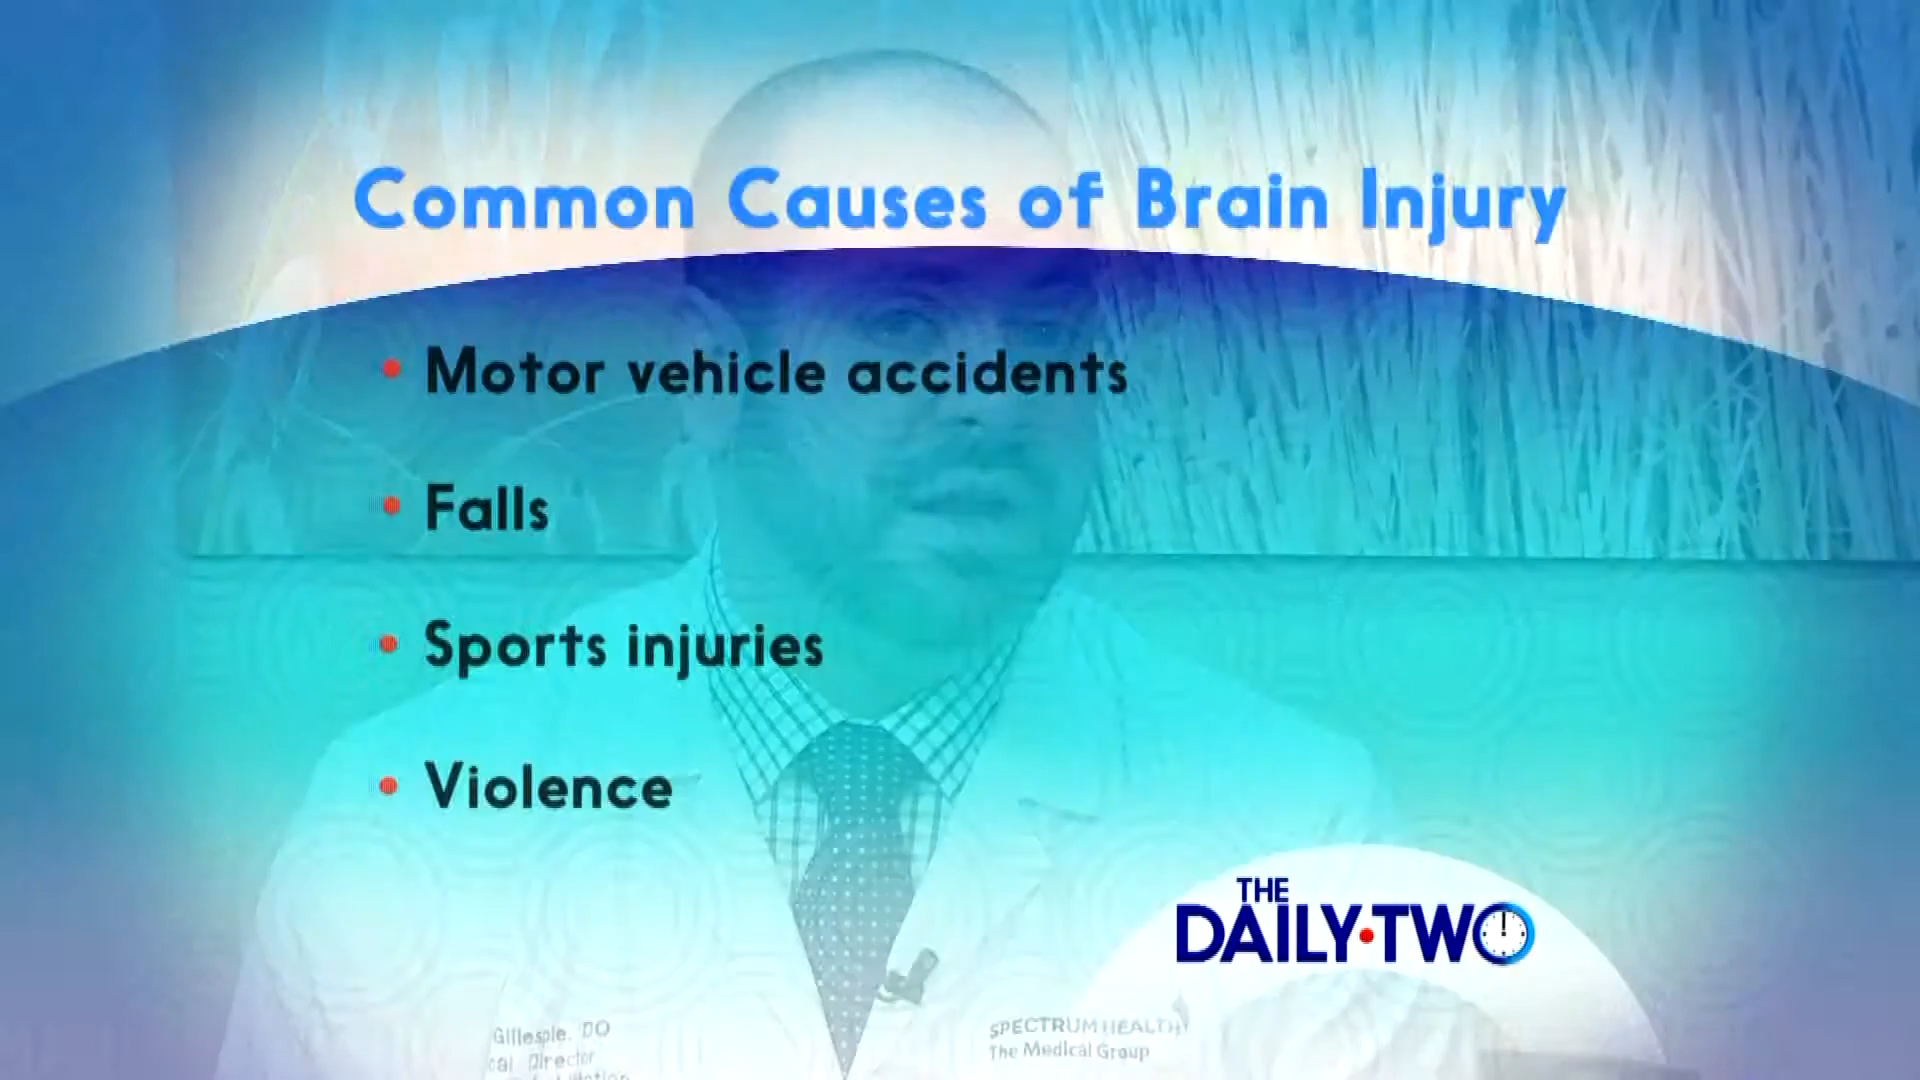 Common Causes of Brain Injury
• Motor vehicle accidents
• Falls
• Sports injuries
• Violence
THE
DAILY•TWO
Gillespie, DO
cal Director
SPECTRUM HEALTH
The Medical Group